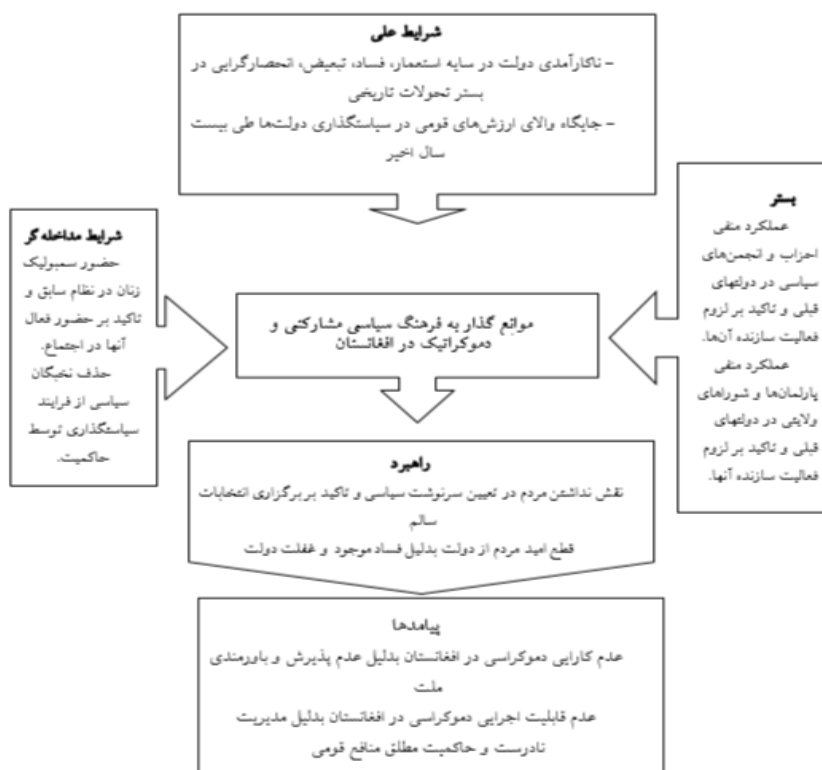 شرایط علی
– ناکارآمدی دولت در سایه استعمار، فساد، تبعیض، انحصارگرایی در
بستر تحولات تاریخی
– جایگاه والای ارزش‌های قومی در سیاستگذاری دولت‌ها طی بیست
سال اخیر
بستر
عملکرد منفی
احزاب و انجمن‌های
سیاسی در دولتهای
قبلی و تاکید بر لزوم
فعالیت سازنده آن‌ها.
عملکرد منفی
پارلمان‌ها و شوراهای
ولایتی در دولتهای
قبلی و تاکید بر لزوم
فعالیت سازنده آنها.
موانع گذار به فرهنگ سیاسی مشارکتی و
دموکراتیک در افغانستان
شرایط مداخله‌گر
حضور سمبولیک
زنان در نظام سابق و
تاکید بر حضور فعال
آنها در اجتماع.
حذف نخبگان
سیاسی از فرایند
سیاستگذاری توسط
حاکمیت.
راهبرد
نقش نداشتن مردم در تعیین سرنوشت سیاسی و تاکید بر برگزاری انتخابات
سالم
قطع امید مردم از دولت بدلیل فساد موجود و غفلت دولت
پیامدها
عدم کارایی دموکراسی در افغانستان بدلیل عدم پذیرش و باورمندی
ملت
عدم قابلیت اجرایی دموکراسی در افغانستان بدلیل مدیریت
نادرست و حاکمیت مطلق منافع قومی